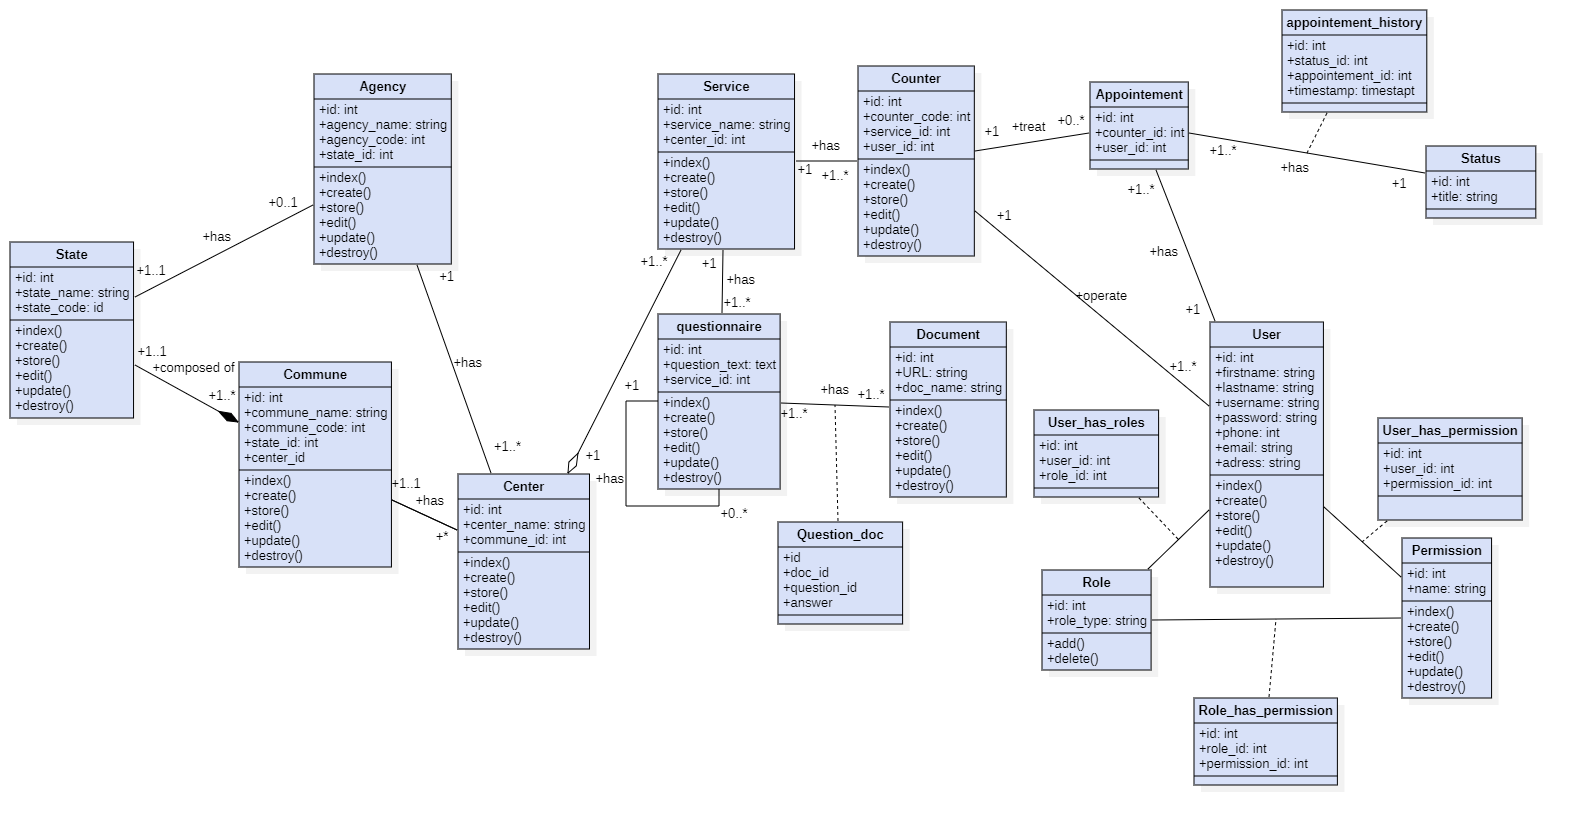 appointement_history
+id: int
+status_id: int
+appointement_id: int
+timestamp: timestapt
Agency
+id: int
+agency_name: string
+agency_code: int
+state_id: int
+index()
+create()
+store()
+edit()
+update()
+destroy()
Service
+id: int
+service_name: string
+center_id: int
+index()
+create()
+store()
+edit()
+update()
+destroy()
+has
+1
+1..*
Counter
+id: int
+counter_code: int
+service_id: int
+user_id: int
+index()
+create()
+store()
+edit()
+update()
+destroy()
+1
+treat
+0..*
Appointement
+id: int
+counter_id: int
+user_id: int
+1..*
+has
+1
Status
+id: int
+title: string
+0..1
+has
+1..1
State
+id: int
+state_name: string
+state_code: id
+index()
+create()
+store()
+edit()
+update()
+destroy()
+1..1
+composed of
+1..*
Commune
+id: int
+commune_name: string
+commune_code: int
+state_id: int
+center_id
+index()
+create()
+store()
+edit()
+update()
+destroy()
+1
+has
+1..*
+1..1
+has
+*
Center
+id: int
+center_name: string
+commune_id: int
+index()
+create()
+store()
+edit()
+update()
+destroy()
+1..*
+1
+1
+has
+1..*
questionnaire
+id: int
+question_text: text
+service_id: int
+index()
+create()
+store()
+edit()
+update()
+destroy()
+1
+has
+0..*
+1..*
+has
+1..*
Document
+id: int
+URL: string
+doc_name: string
+index()
+create()
+store()
+edit()
+update()
+destroy()
Question_doc
+id
+doc_id
+question_id
+answer
+1
+operate
+1..*
+1..*
+has
+1
User
+id: int
+firstname: string
+lastname: string
+username: string
+password: string
+phone: int
+email: string
+adress: string
+index()
+create()
+store()
+edit()
+update()
+destroy()
User_has_roles
+id: int
+user_id: int
+role_id: int
User_has_permission
+id: int
+user_id: int
+permission_id: int
Role
+id: int
+role_type: string
+add()
+delete()
Permission
+id: int
+name: string
+index()
+create()
+store()
+edit()
+update()
+destroy()
Role_has_permission
+id: int
+role_id: int
+permission_id: int